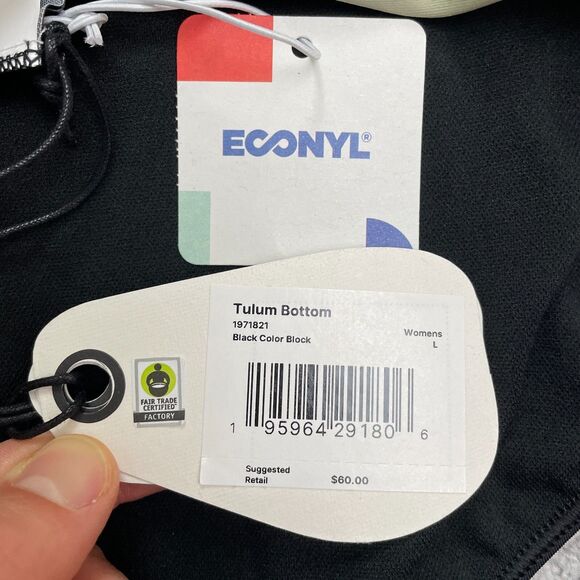 ECONYL®
Tulum Bottom
1971821
Black Color Block
Womens
L
1 95964 29180 6
FAIR TRADE
CERTIFIED™
FACTORY
Suggested
Retail
$60.00